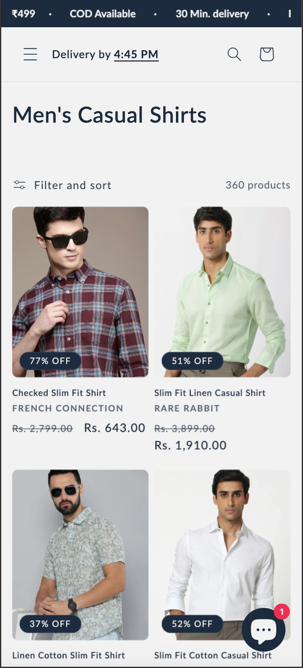 ₹499 · COD Available · 30 Min. delivery ·
Delivery by 4:45 PM
Men's Casual Shirts
Filter and sort
360 products
77% OFF
51% OFF
Checked Slim Fit Shirt
FRENCH CONNECTION
Rs. 2,799.00 Rs. 643.00
Slim Fit Linen Casual Shirt
RARE RABBIT
Rs. 3,899.00
Rs. 1,910.00
37% OFF
52% OFF
1
Linen Cotton Slim Fit Shirt
Slim Fit Cotton Casual Shirt